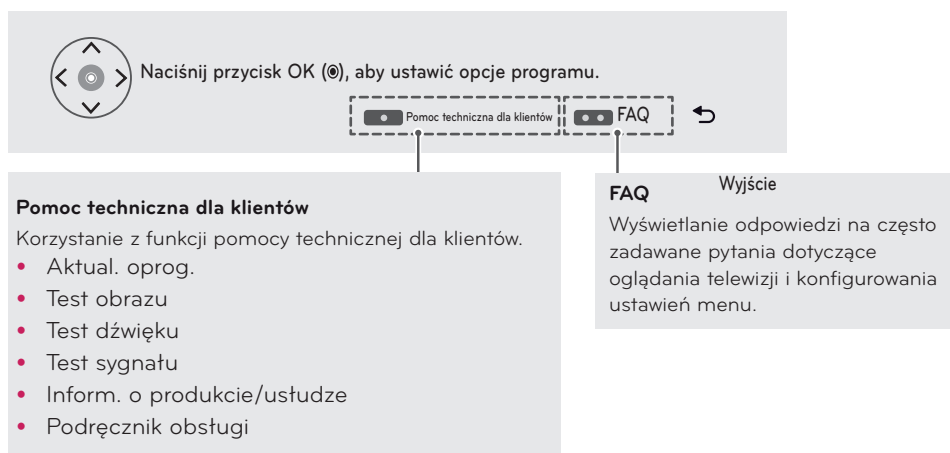 Naciśnij przycisk OK (◉), aby ustawić opcje programu.
Pomoc techniczna dla klientów FAQ
Pomoc techniczna dla klientów
Korzystanie z funkcji pomocy technicznej dla klientów.
• Aktual. oprog.
• Test obrazu
• Test dźwięku
• Test sygnału
• Inform. o produkcie/usłudze
• Podręcznik obsługi
FAQ Wyjście
Wyświetlanie odpowiedzi na często
zadawane pytania dotyczące
oglądania telewizji i konfigurowania
ustawień menu.